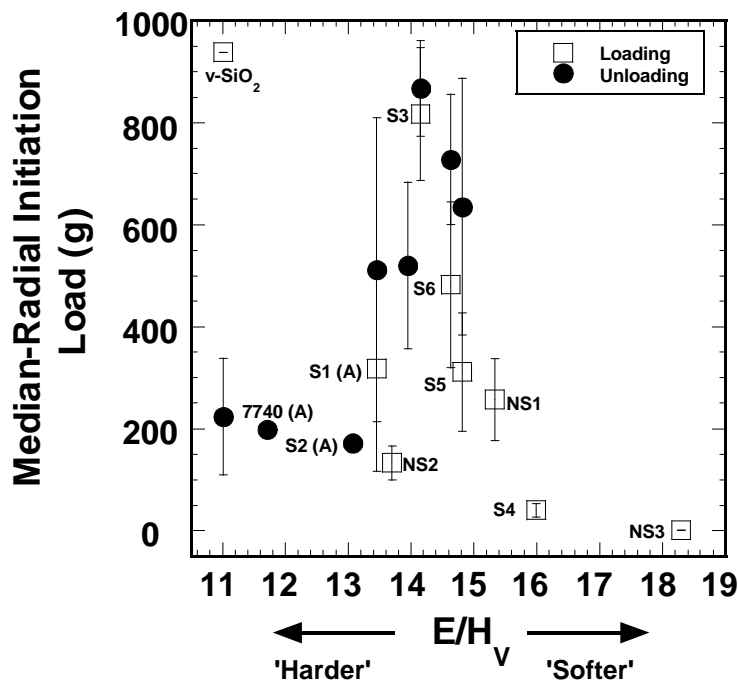 Median-Radial Initiation
Load (g)
1000
800
600
400
200
0
Loading
Unloading
v-SiO2
S3
S6
S1 (A)
S5
7740 (A)
NS1
S2 (A)
NS2
S4
NS3
11 12 13 14 15 16 17 18 19
E/HV
'Harder' 'Softer'